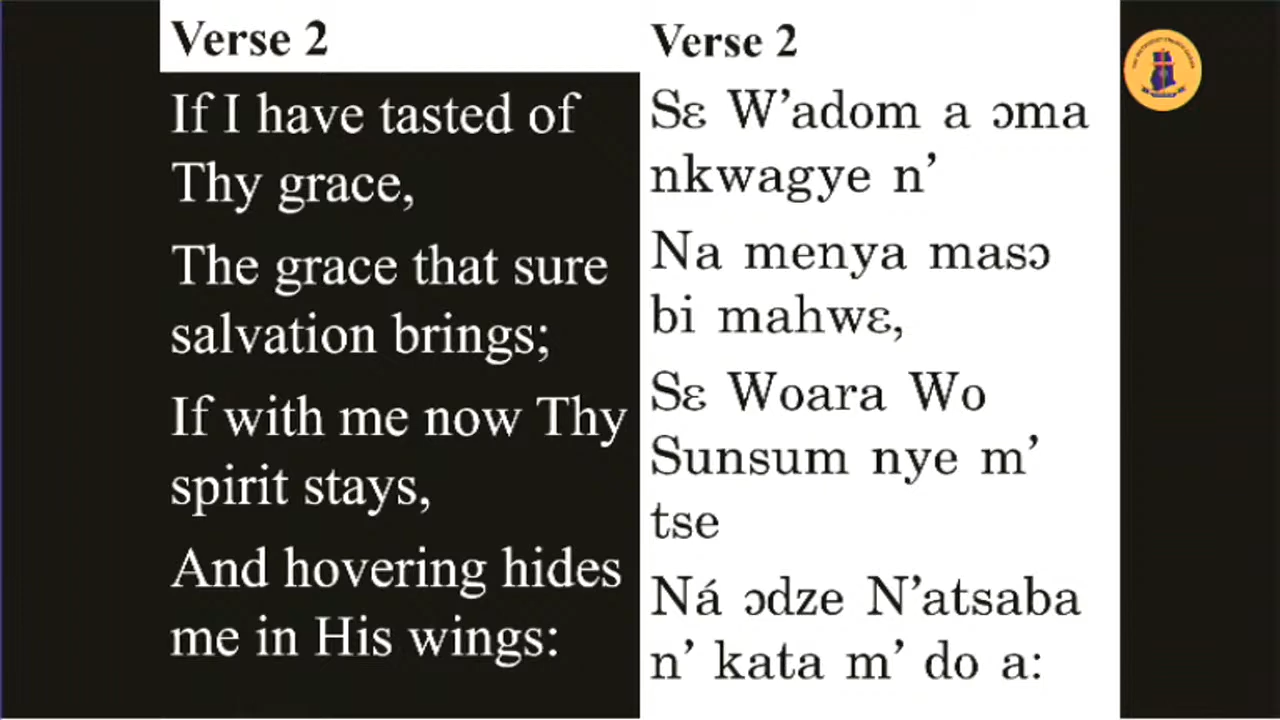 Verse 2
If I have tasted of
Thy grace,
The grace that sure
salvation brings;
If with me now Thy
spirit stays,
And hovering hides
me in His wings:
Verse 2
Sɛ W’adom a ɔma
nkwagye n’
Na menya masɔ
bi mahwɛ,
Sɛ Woara Wo
Sunsum nye m’
tse
Ná ɔdze N’atsaba
n’ kata m’ do a: